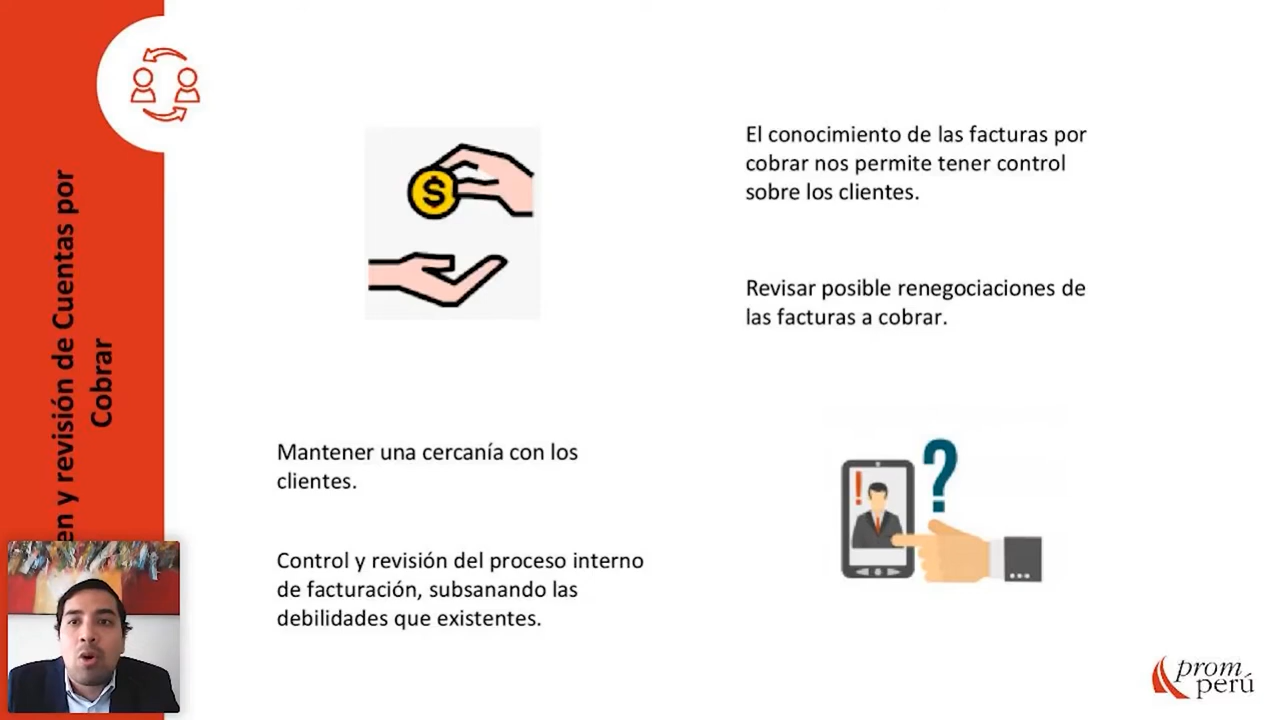 en y revisión de Cuentas por
Cobrar
$
El conocimiento de las facturas por
cobrar nos permite tener control
sobre los clientes.
Revisar posible renegociaciones de
las facturas a cobrar.
Mantener una cercanía con los
clientes.
Control y revisión del proceso interno
de facturación, subsanando las
debilidades que existentes.
!
?
prom
perú